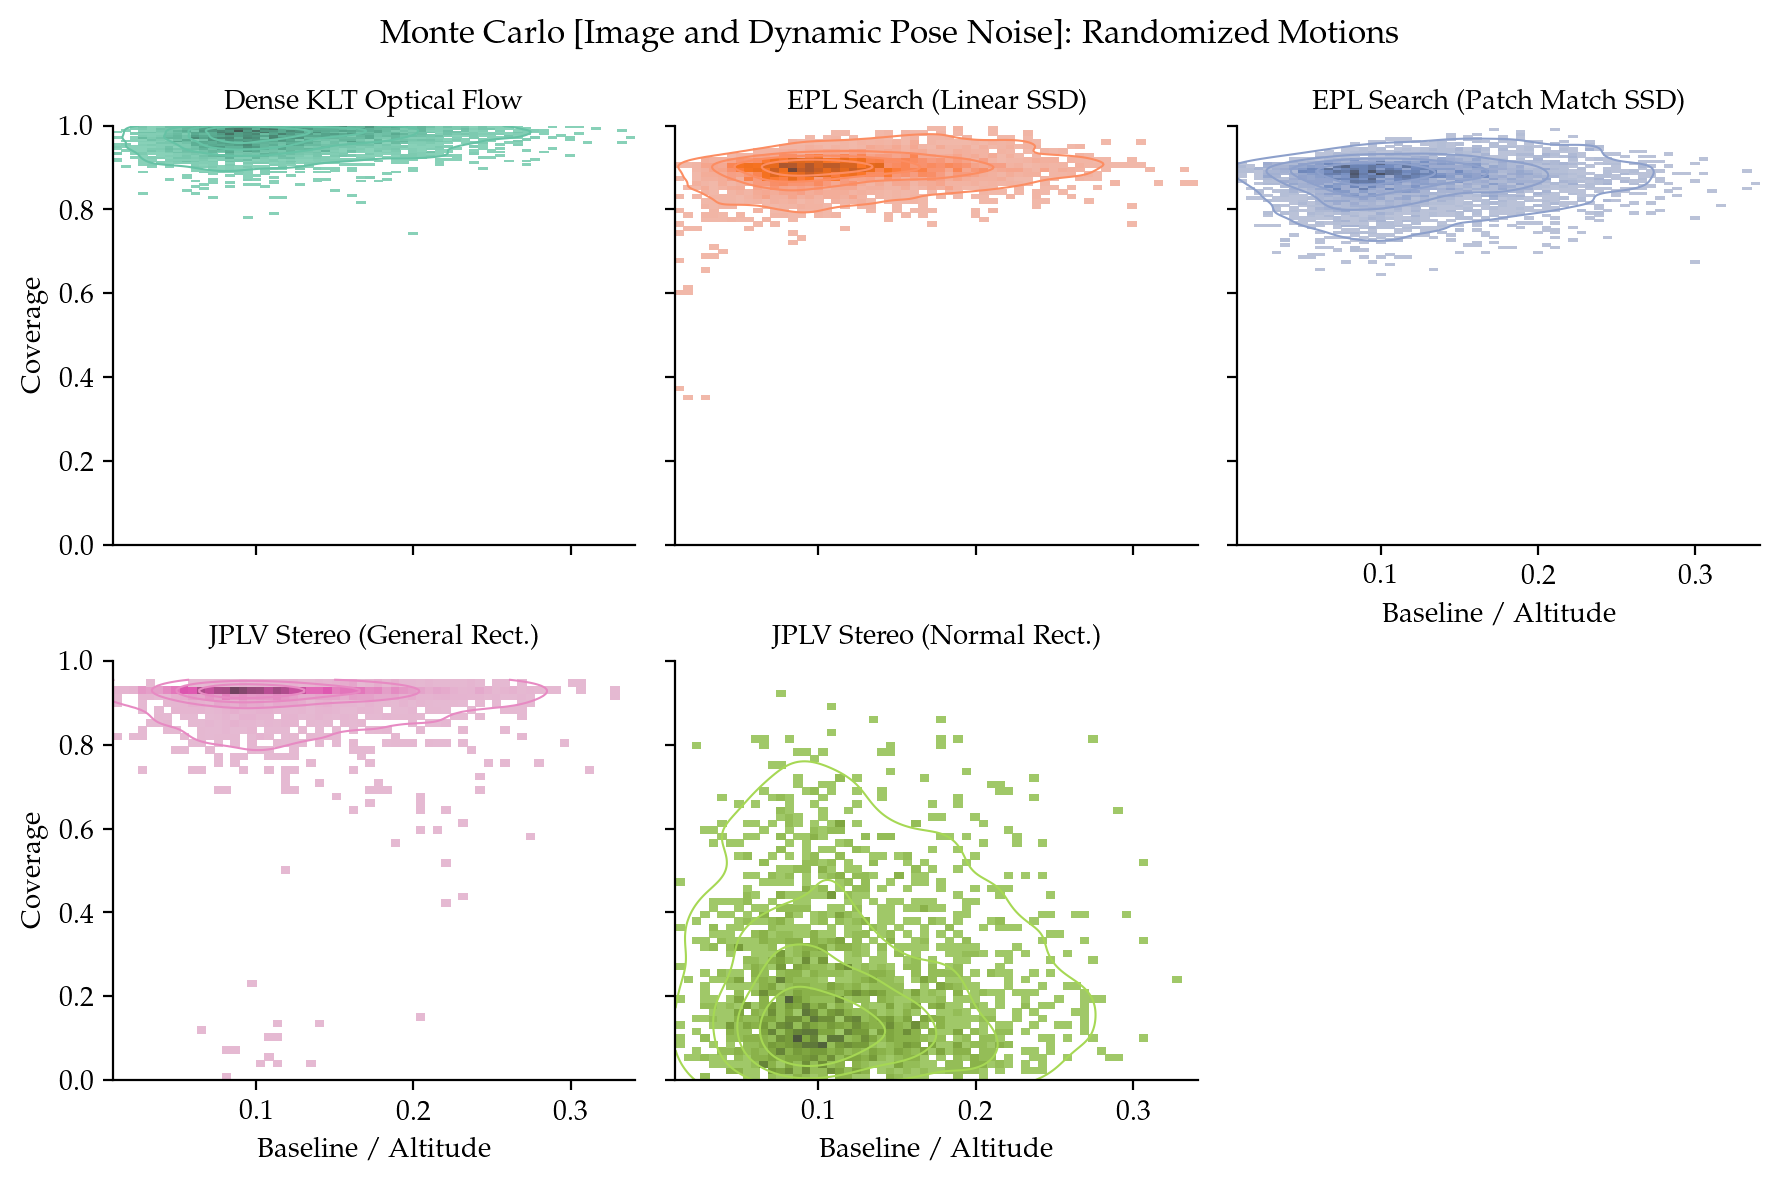 Monte Carlo [Image and Dynamic Pose Noise]: Randomized Motions
Dense KLT Optical Flow
EPL Search (Linear SSD)
EPL Search (Patch Match SSD)
1.0
0.8
0.6
0.4
0.2
0.0
Coverage
0.1
0.2
0.3
Baseline / Altitude
JPLV Stereo (General Rect.)
JPLV Stereo (Normal Rect.)
1.0
0.8
0.6
0.4
0.2
0.0
Coverage
0.1
0.2
0.3
0.1
0.2
0.3
Baseline / Altitude
Baseline / Altitude